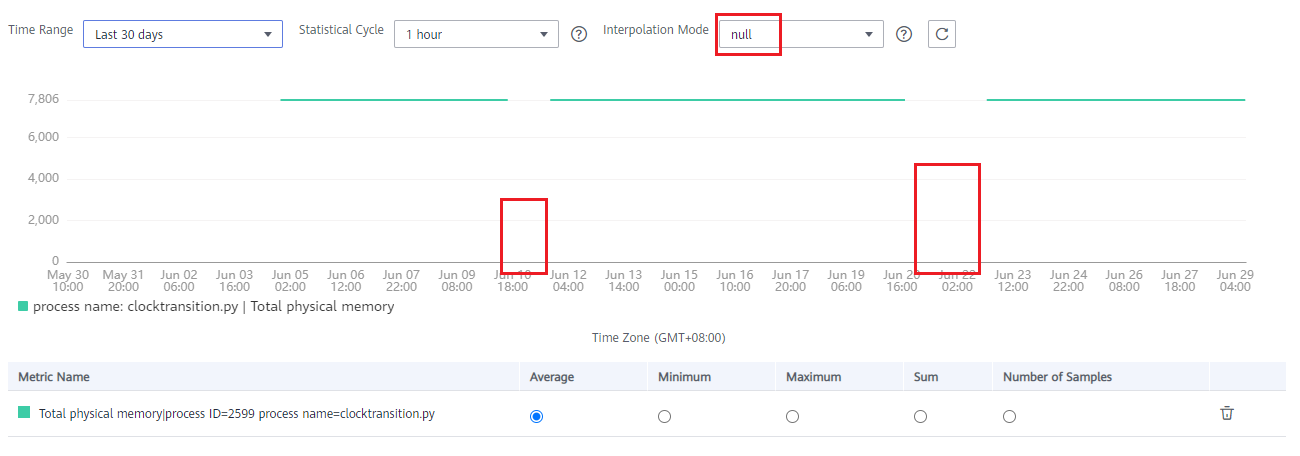 Time Range Last 30 days Statistical Cycle 1 hour ? Interpolation Mode null ?
7,806
6,000
4,000
2,000
0
May 30 May 31 Jun 02 Jun 03 Jun 05 Jun 06 Jun 07 Jun 09 Jun 10 Jun 12 Jun 13 Jun 15 Jun 16 Jun 17 Jun 19 Jun 20 Jun 22 Jun 23 Jun 24 Jun 26 Jun 27 Jun 29
10:00 20:00 06:00 16:00 02:00 12:00 22:00 08:00 18:00 04:00 14:00 00:00 10:00 20:00 06:00 16:00 02:00 12:00 22:00 08:00 18:00 04:00
process name: clocktransition.py | Total physical memory
Time Zone (GMT+08:00)
Metric Name Average Minimum Maximum Sum Number of Samples
Total physical memory|process ID=2599 process name=clocktransition.py